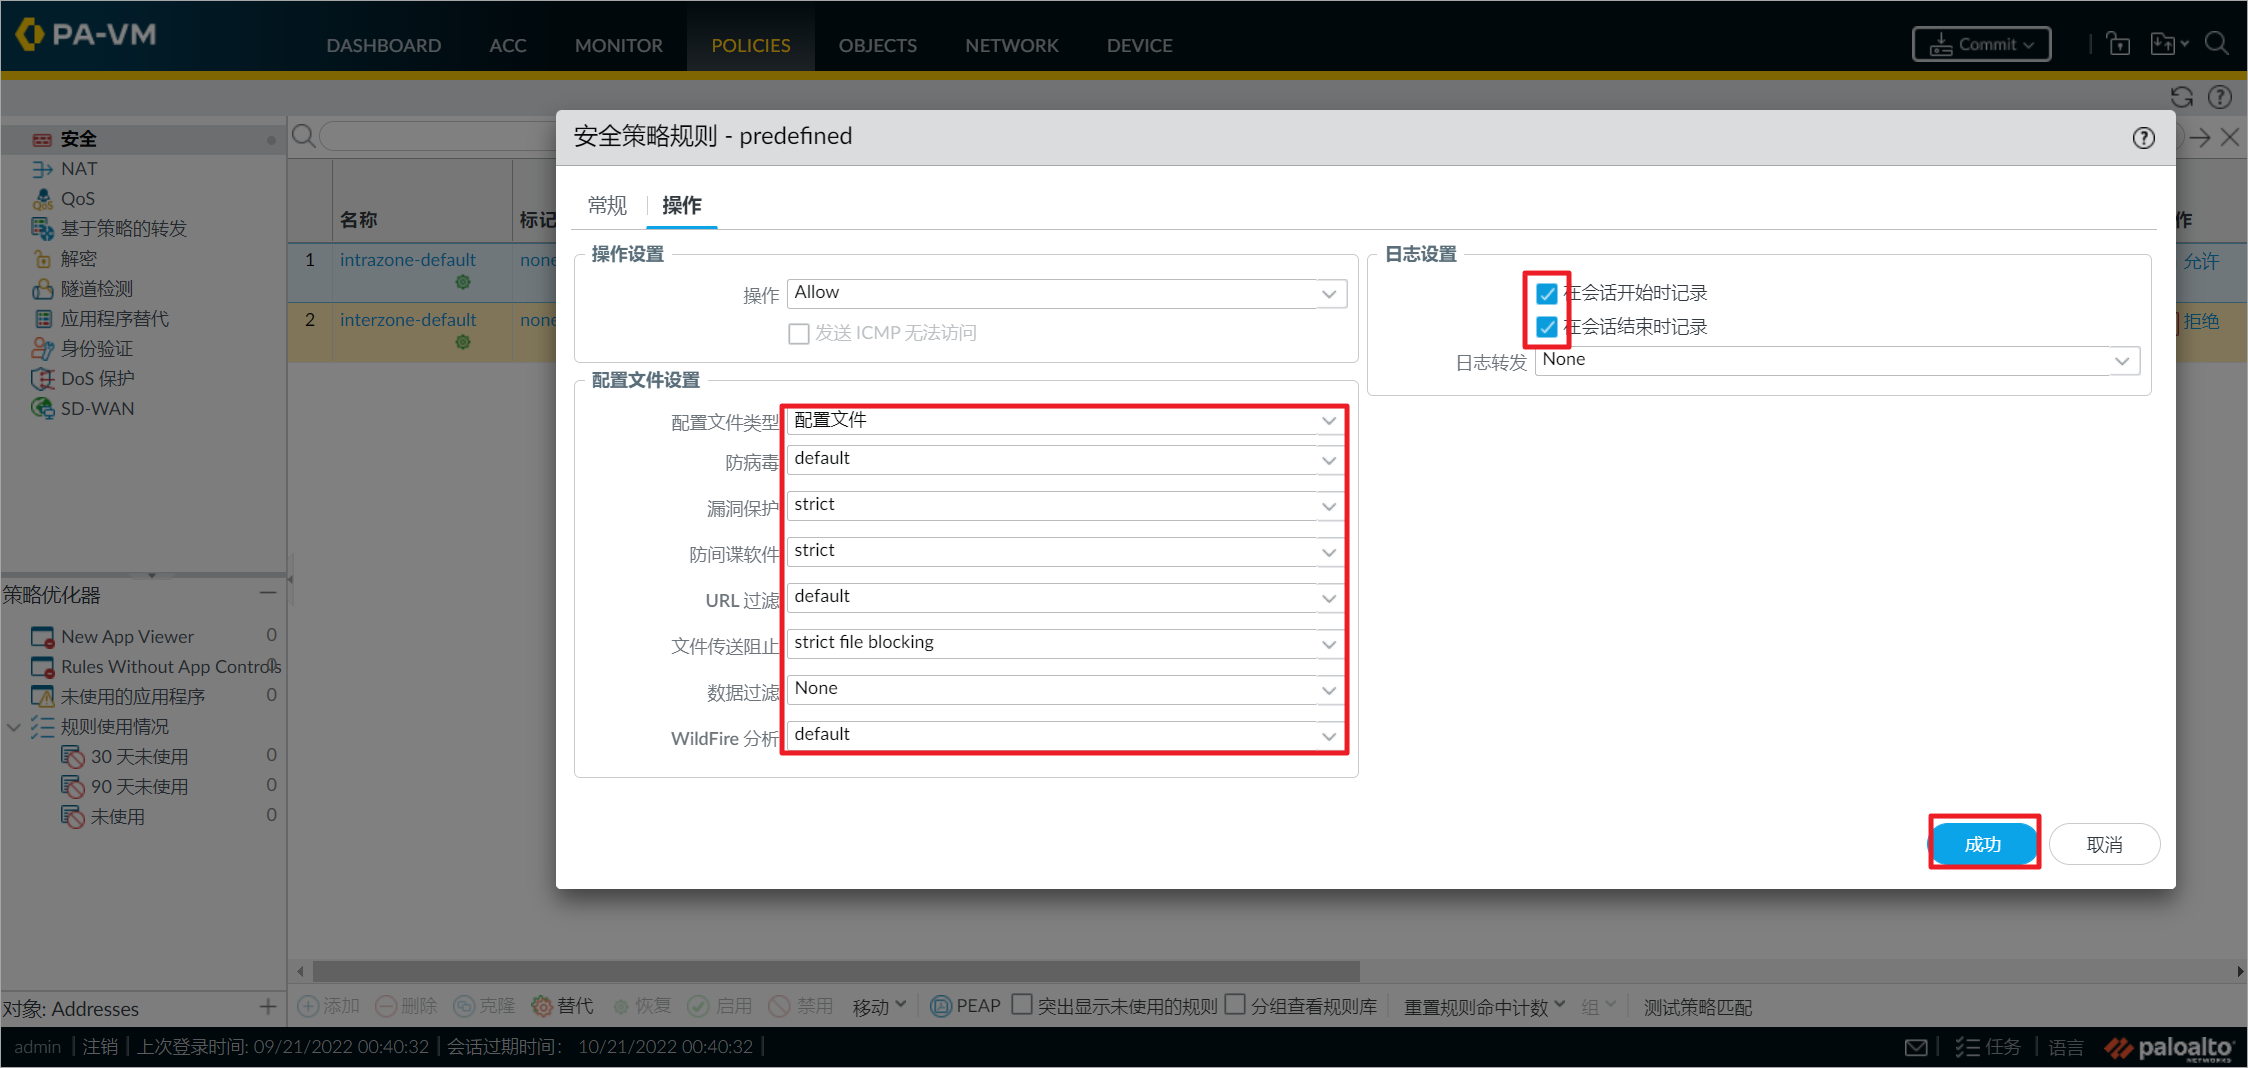 PA-VM
DASHBOARD ACC MONITOR POLICIES OBJECTS NETWORK DEVICE
Commit
安全
NAT
QoS
基于策略的转发
解密
隧道检测
应用程序替代
身份验证
DoS 保护
SD-WAN
策略优化器
New App Viewer 0
Rules Without App Controls 0
未使用的应用程序 0
规则使用情况
30 天未使用 0
90 天未使用 0
未使用 0
对象: Addresses
名称 标记
1 intrazone-default none
2 interzone-default none
作
允许
拒绝
安全策略规则 - predefined
常规 操作
操作设置
操作 Allow
发送 ICMP 无法访问
配置文件设置
配置文件类型 配置文件
防病毒 default
漏洞保护 strict
防间谍软件 strict
URL 过滤 default
文件传送阻止 strict file blocking
数据过滤 None
WildFire 分析 default
日志设置
在会话开始时记录
在会话结束时记录
日志转发 None
成功 取消
添加 删除 克隆 替代 恢复 启用 禁用 移动 PEAP 突出显示未使用的规则 分组查看规则库 重置规则命中计数 组 测试策略匹配
admin | 注销 | 上次登录时间: 09/21/2022 00:40:32 | 会话过期时间: 10/21/2022 00:40:32 |
任务 | 语言 paloalto NETWORKS